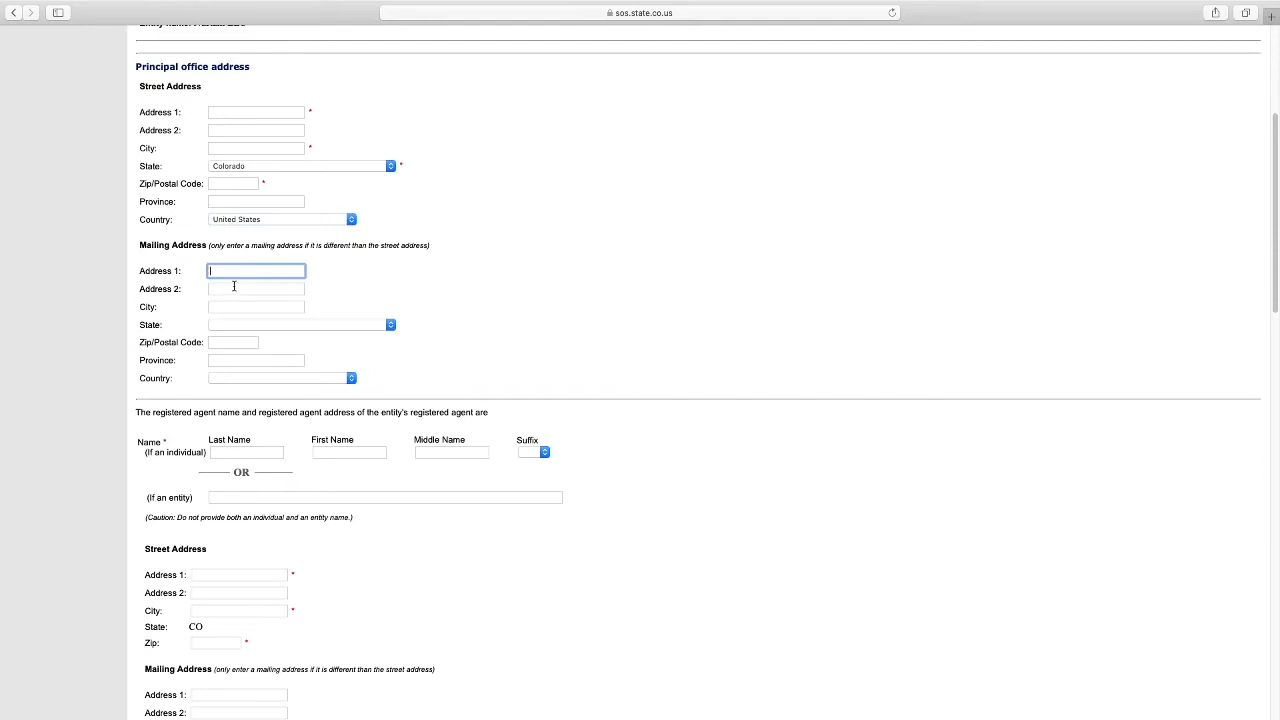 sos.state.co.us
Principal office address
Street Address
Address 1: *
Address 2:
City: *
State: Colorado *
Zip/Postal Code: *
Province:
Country: United States
Mailing Address (only enter a mailing address if it is different than the street address)
Address 1:
Address 2:
City:
State:
Zip/Postal Code:
Province:
Country:
The registered agent name and registered agent address of the entity's registered agent are
Last Name First Name Middle Name Suffix
Name *
(If an individual)
OR
(If an entity)
(Caution: Do not provide both an individual and an entity name.)
Street Address
Address 1: *
Address 2:
City: *
State: CO
Zip: *
Mailing Address (only enter a mailing address if it is different than the street address)
Address 1:
Address 2: